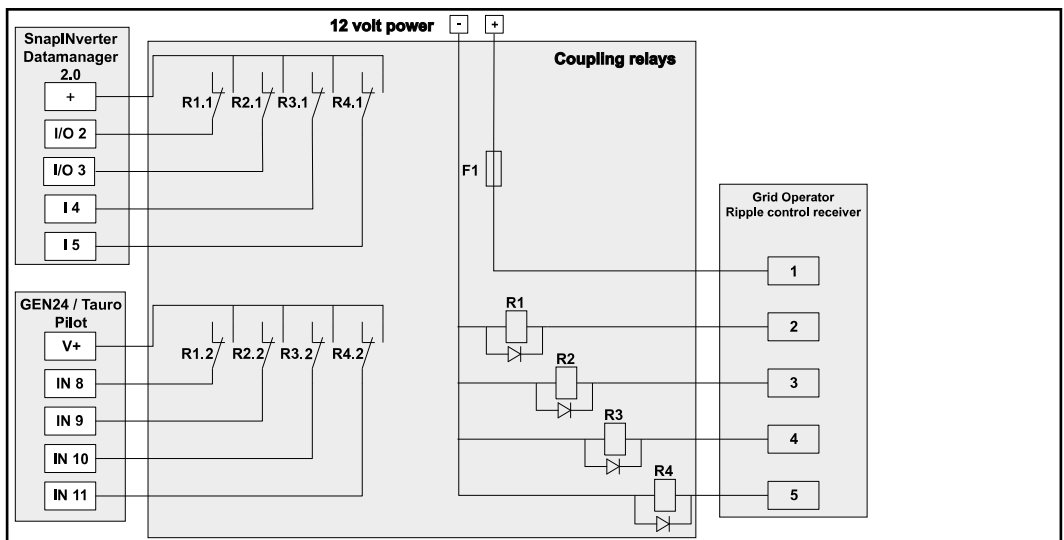 12 volt power - +
SnapINverter
Datamanager
2.0
+
I/O 2
I/O 3
I 4
I 5
R1.1 R2.1 R3.1 R4.1
Coupling relays
F1
Grid Operator
Ripple control receiver
1
2
3
4
5
R1
R2
R3
R4
GEN24 / Tauro
Pilot
V+
IN 8
IN 9
IN 10
IN 11
R1.2 R2.2 R3.2 R4.2